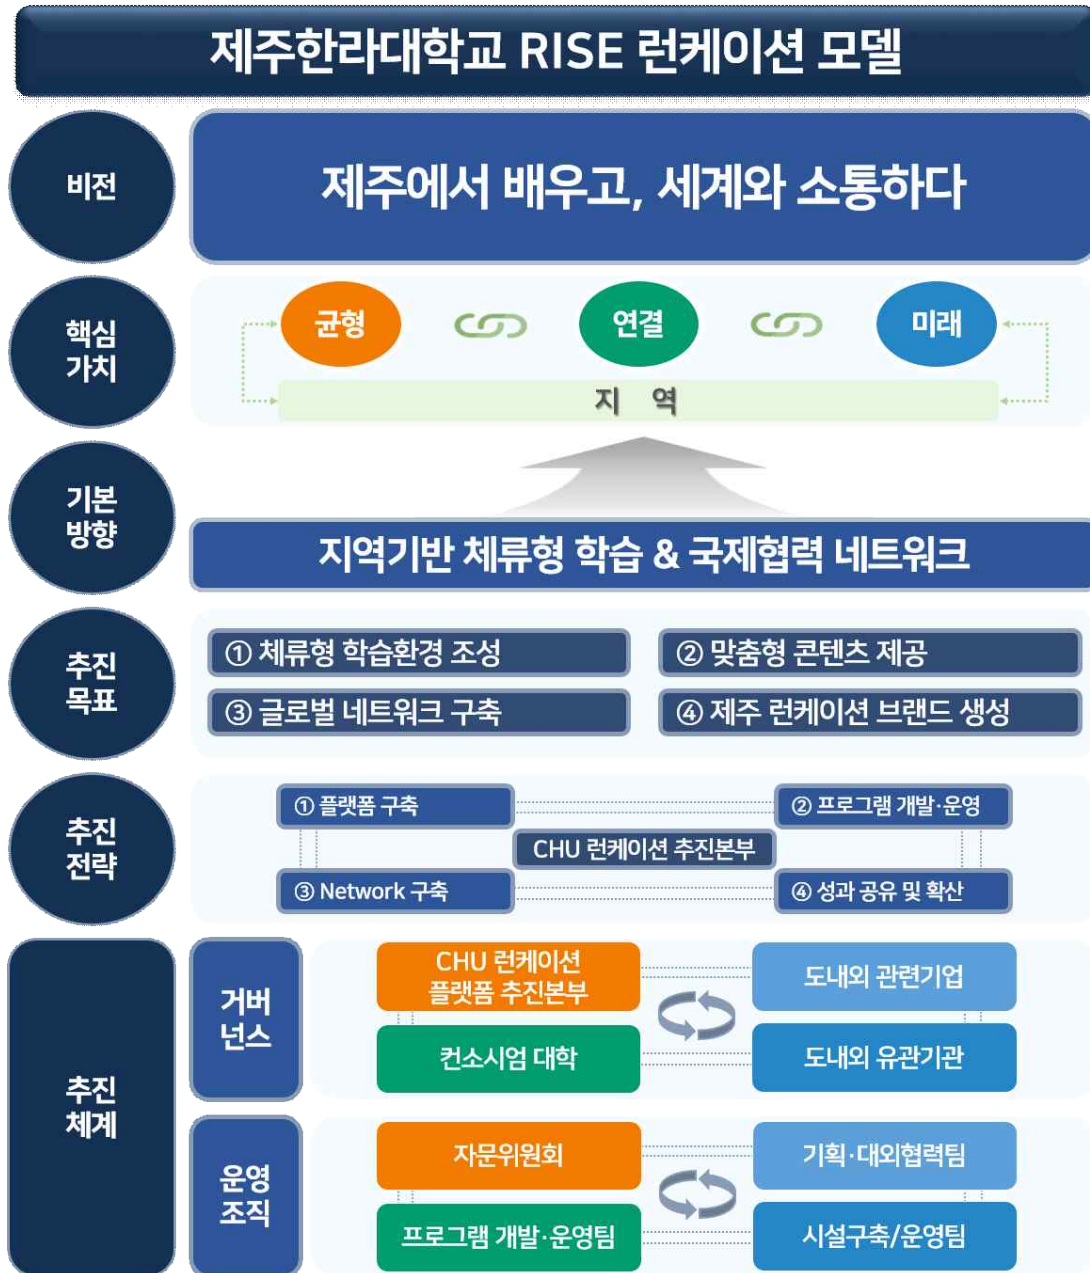 제주한라대학교 RISE 런케이션 모델
비전
제주에서 배우고, 세계와 소통하다
핵심
가치
균형
연결
미래
지 역
기본
방향
지역기반 체류형 학습 & 국제협력 네트워크
추진
목표
① 체류형 학습환경 조성
② 맞춤형 콘텐츠 제공
③ 글로벌 네트워크 구축
④ 제주 런케이션 브랜드 생성
추진
전략
① 플랫폼 구축
② 프로그램 개발·운영
CHU 런케이션 추진본부
③ Network 구축
④ 성과 공유 및 확산
추진
체계
거버
넌스
CHU 런케이션
플랫폼 추진본부
도내외 관련기업
컨소시엄 대학
도내외 유관기관
운영
조직
자문위원회
기획·대외협력팀
프로그램 개발·운영팀
시설구축/운영팀